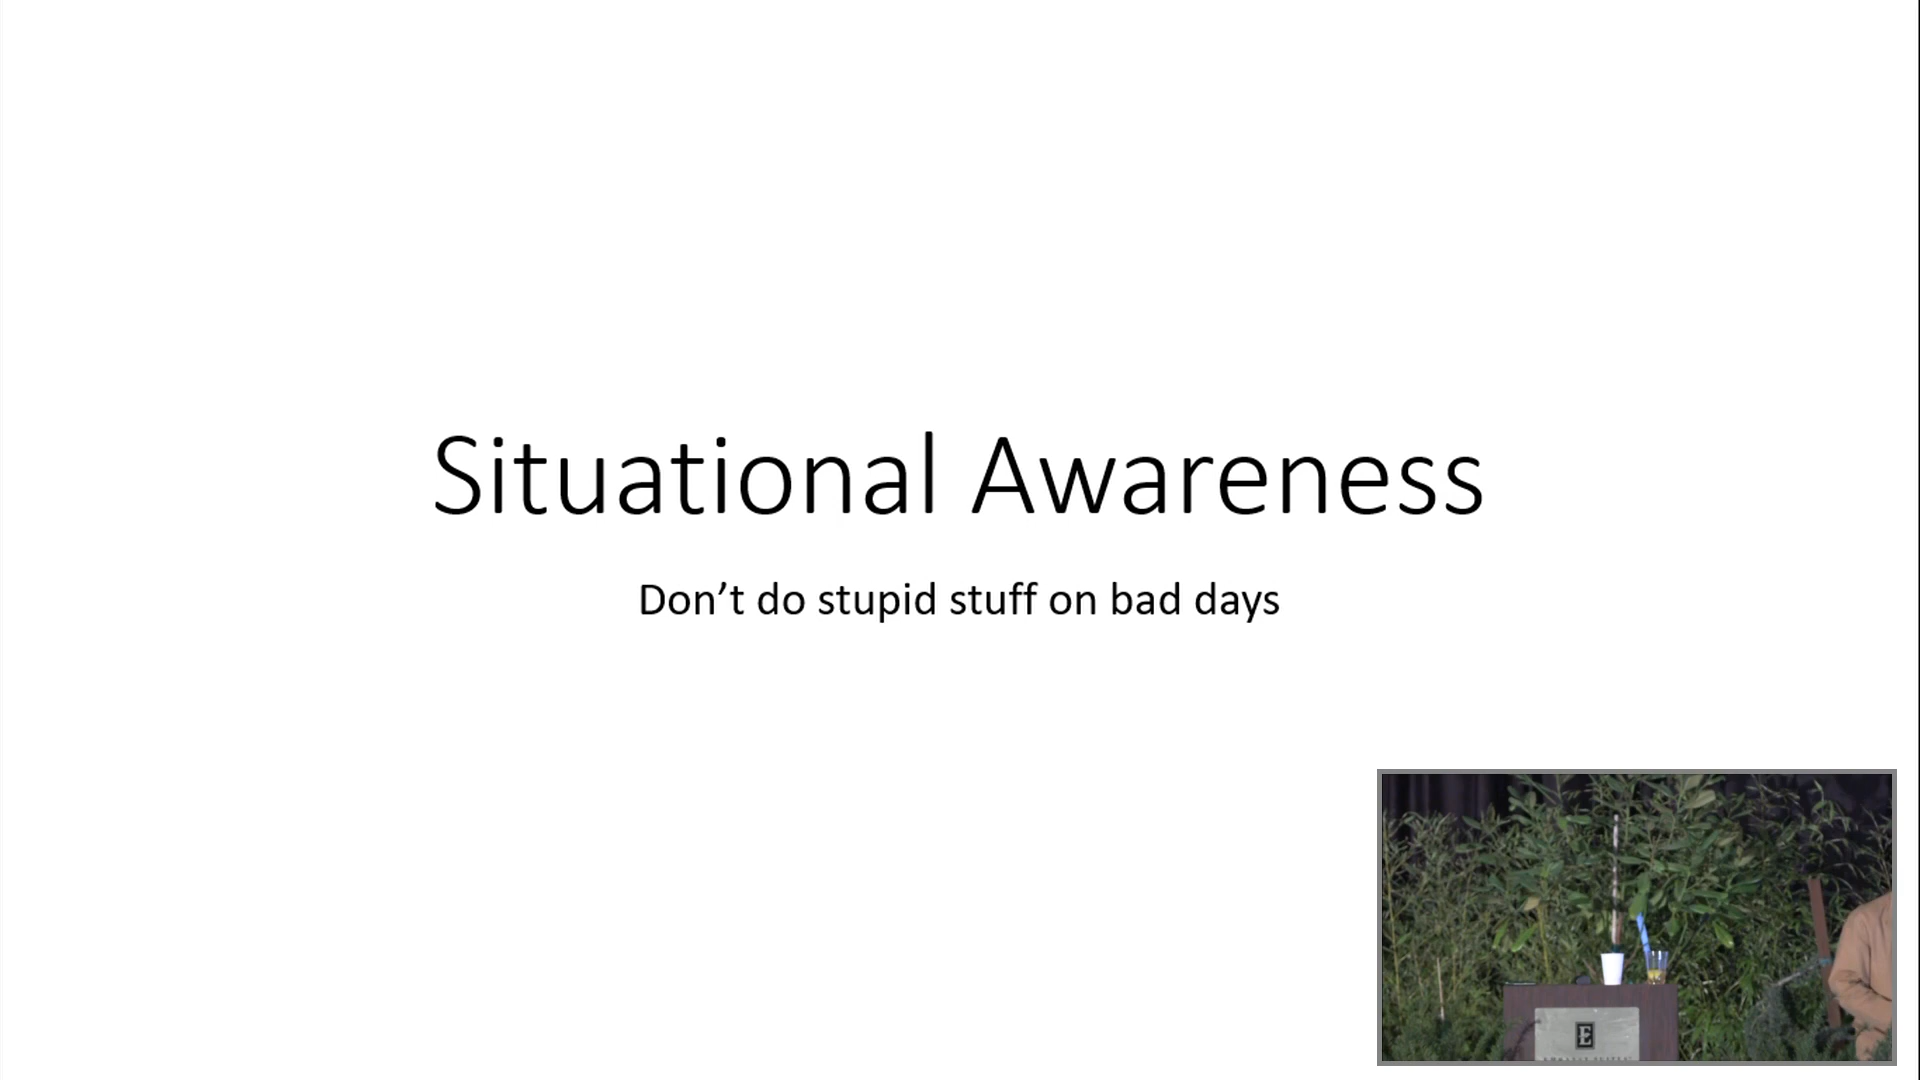 Situational Awareness
Don’t do stupid stuff on bad days
E